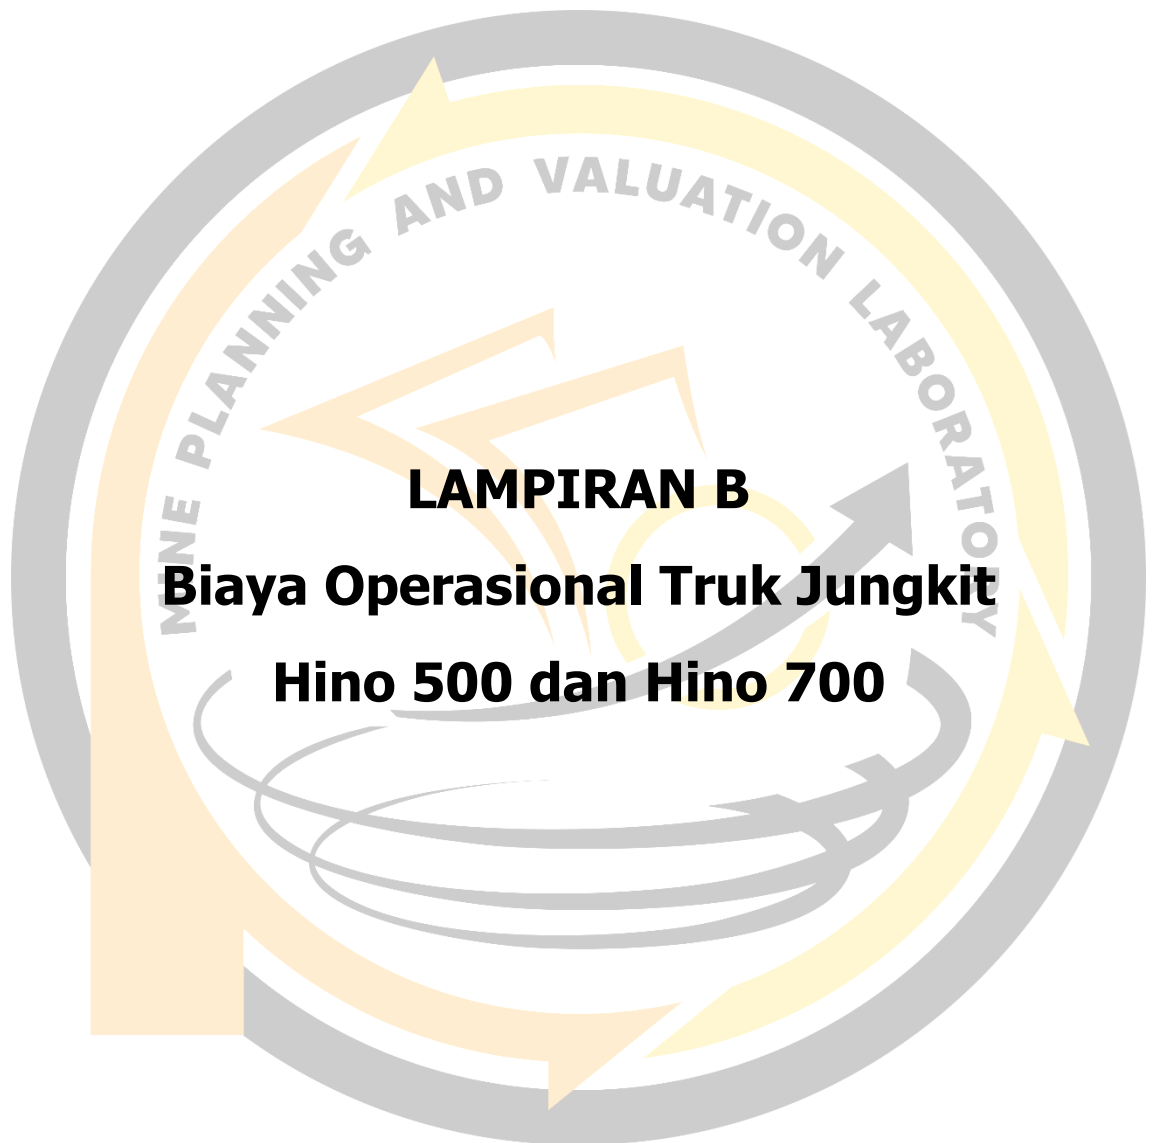 MINE PLANNING AND VALUATION LABORATORY
LAMPIRAN B
Biaya Operasional Truk Jungkit
Hino 500 dan Hino 700